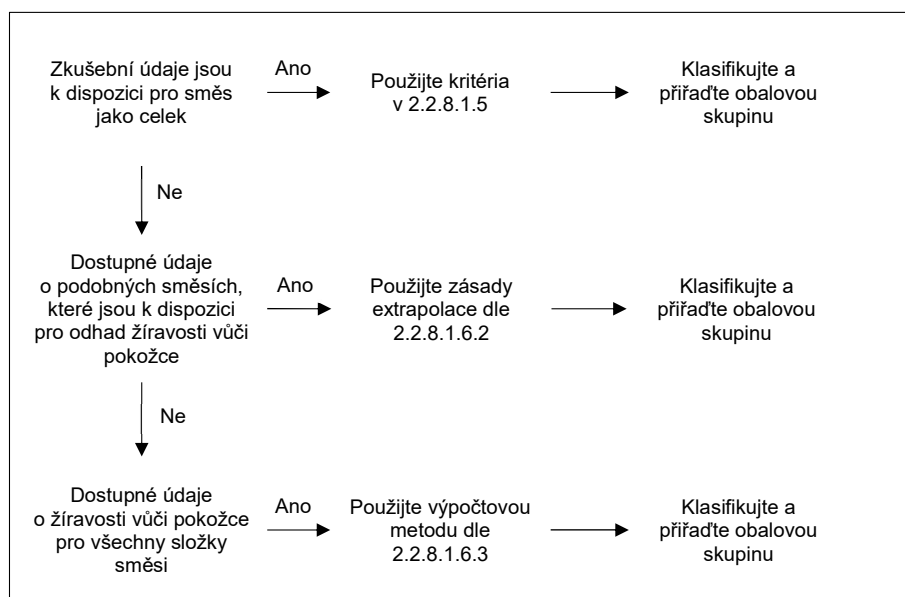 Zkušební údaje jsou
k dispozici pro směs
jako celek
Ano
Použijte kritéria
v 2.2.8.1.5
Klasifikujte a
přiřaďte obalovou
skupinu
Ne
Dostupné údaje
o podobných směsích,
které jsou k dispozici
pro odhad žíravosti vůči
pokožce
Ano
Použijte zásady
extrapolace dle
2.2.8.1.6.2
Klasifikujte a
přiřaďte obalovou
skupinu
Ne
Dostupné údaje
o žíravosti vůči pokožce
pro všechny složky
směsi
Ano
Použijte výpočtovou
metodu dle
2.2.8.1.6.3
Klasifikujte a
přiřaďte obalovou
skupinu